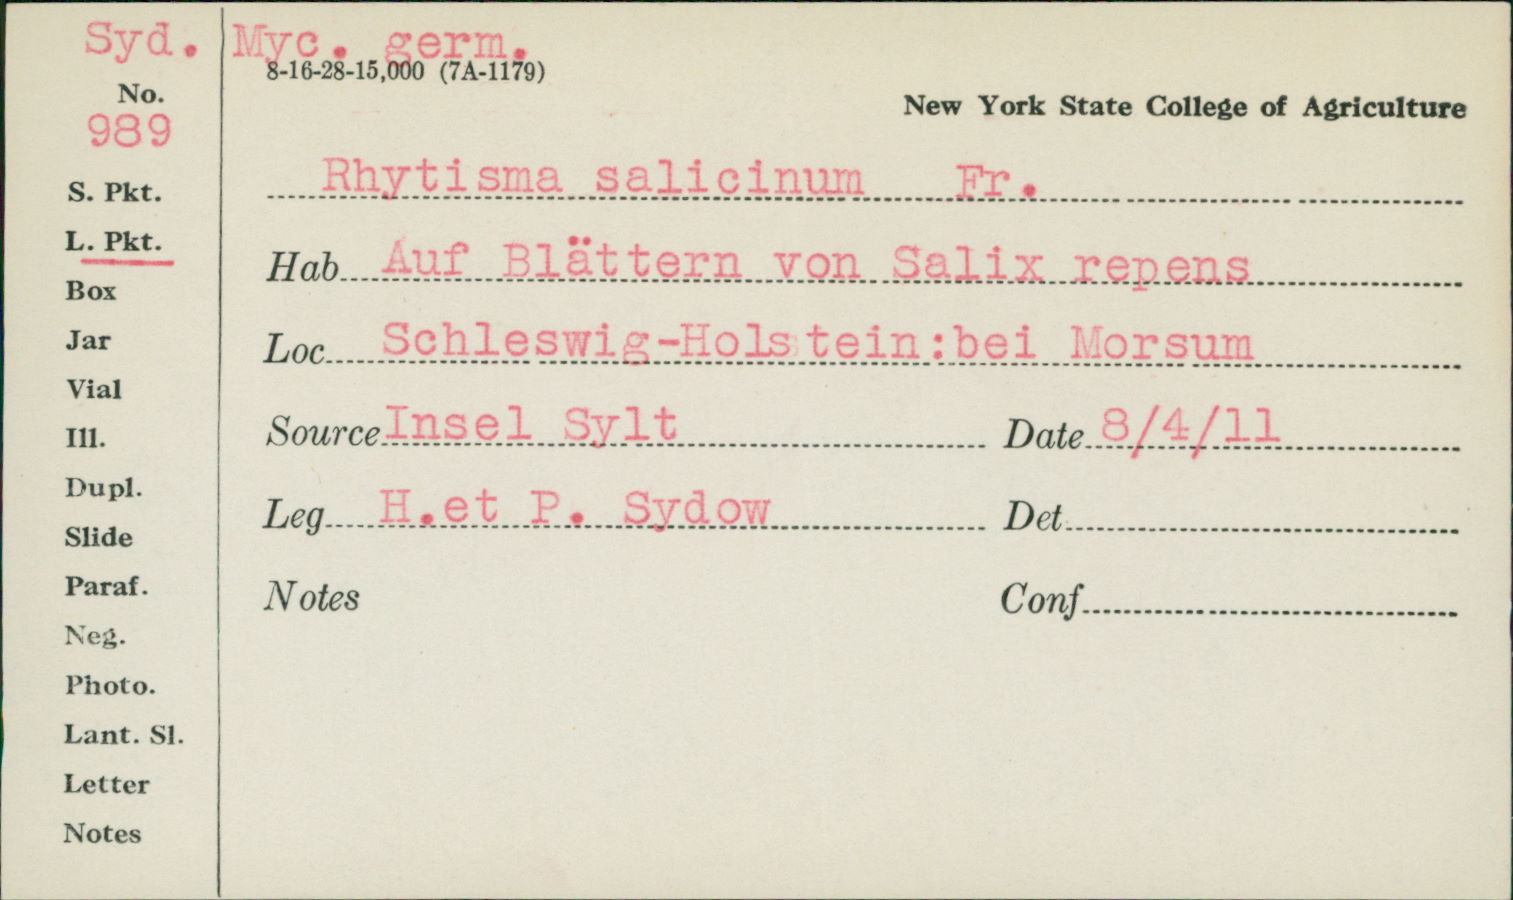 Syd. Myc. germ.
8-16-28-15,000 (7A-1179)
No.
989
New York State College of Agriculture
Rhytisma salicinum Fr.
Hab Auf Blättern von Salix repens
Loc Schleswig-Holstein:bei Morsum
Source Insel Sylt Date 8/4/11
Leg H.et P. Sydow Det
Notes Conf
S. Pkt.
L. Pkt.
Box
Jar
Vial
Ill.
Dupl.
Slide
Paraf.
Neg.
Photo.
Lant. Sl.
Letter
Notes